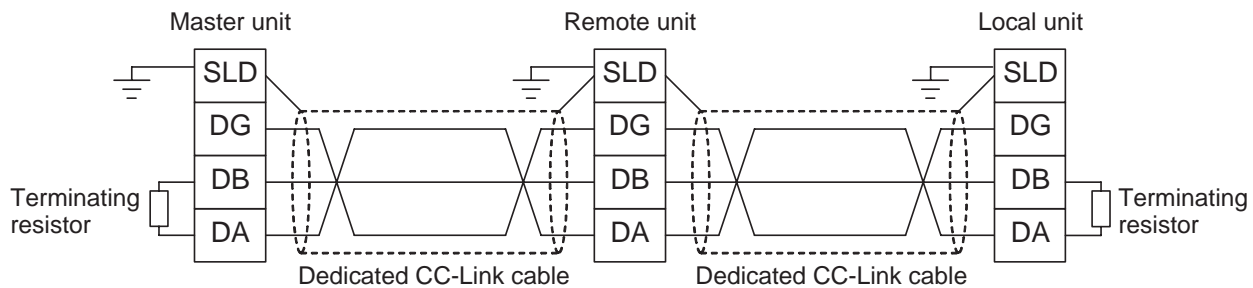 Master unit
Remote unit
Local unit
SLD
SLD
SLD
DG
DG
DG
DB
DB
DB
DA
DA
DA
Terminating
resistor
Terminating
resistor
Dedicated CC-Link cable
Dedicated CC-Link cable